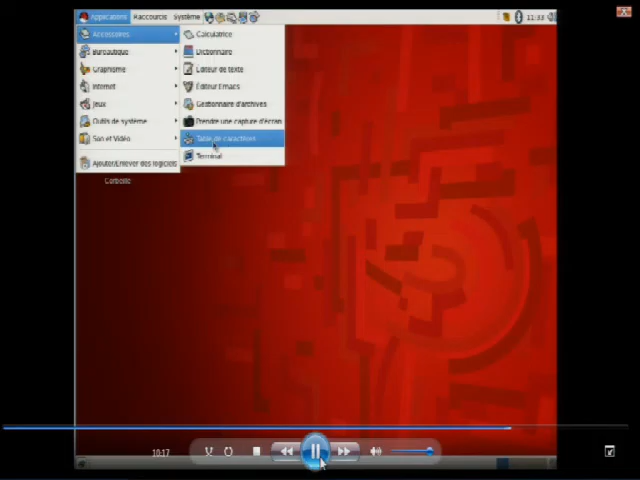 Applications Raccourcis Système 11:33
Accessoires
Bureautique
Graphisme
Internet
Jeux
Outils de système
Son et Vidéo
Ajouter/Enlever des logiciels
Calculatrice
Dictionnaire
Éditeur de texte
Éditeur Emacs
Gestionnaire d'archives
Prendre une capture d'écran
Table de caractères
Terminal
Corbeille
10:17